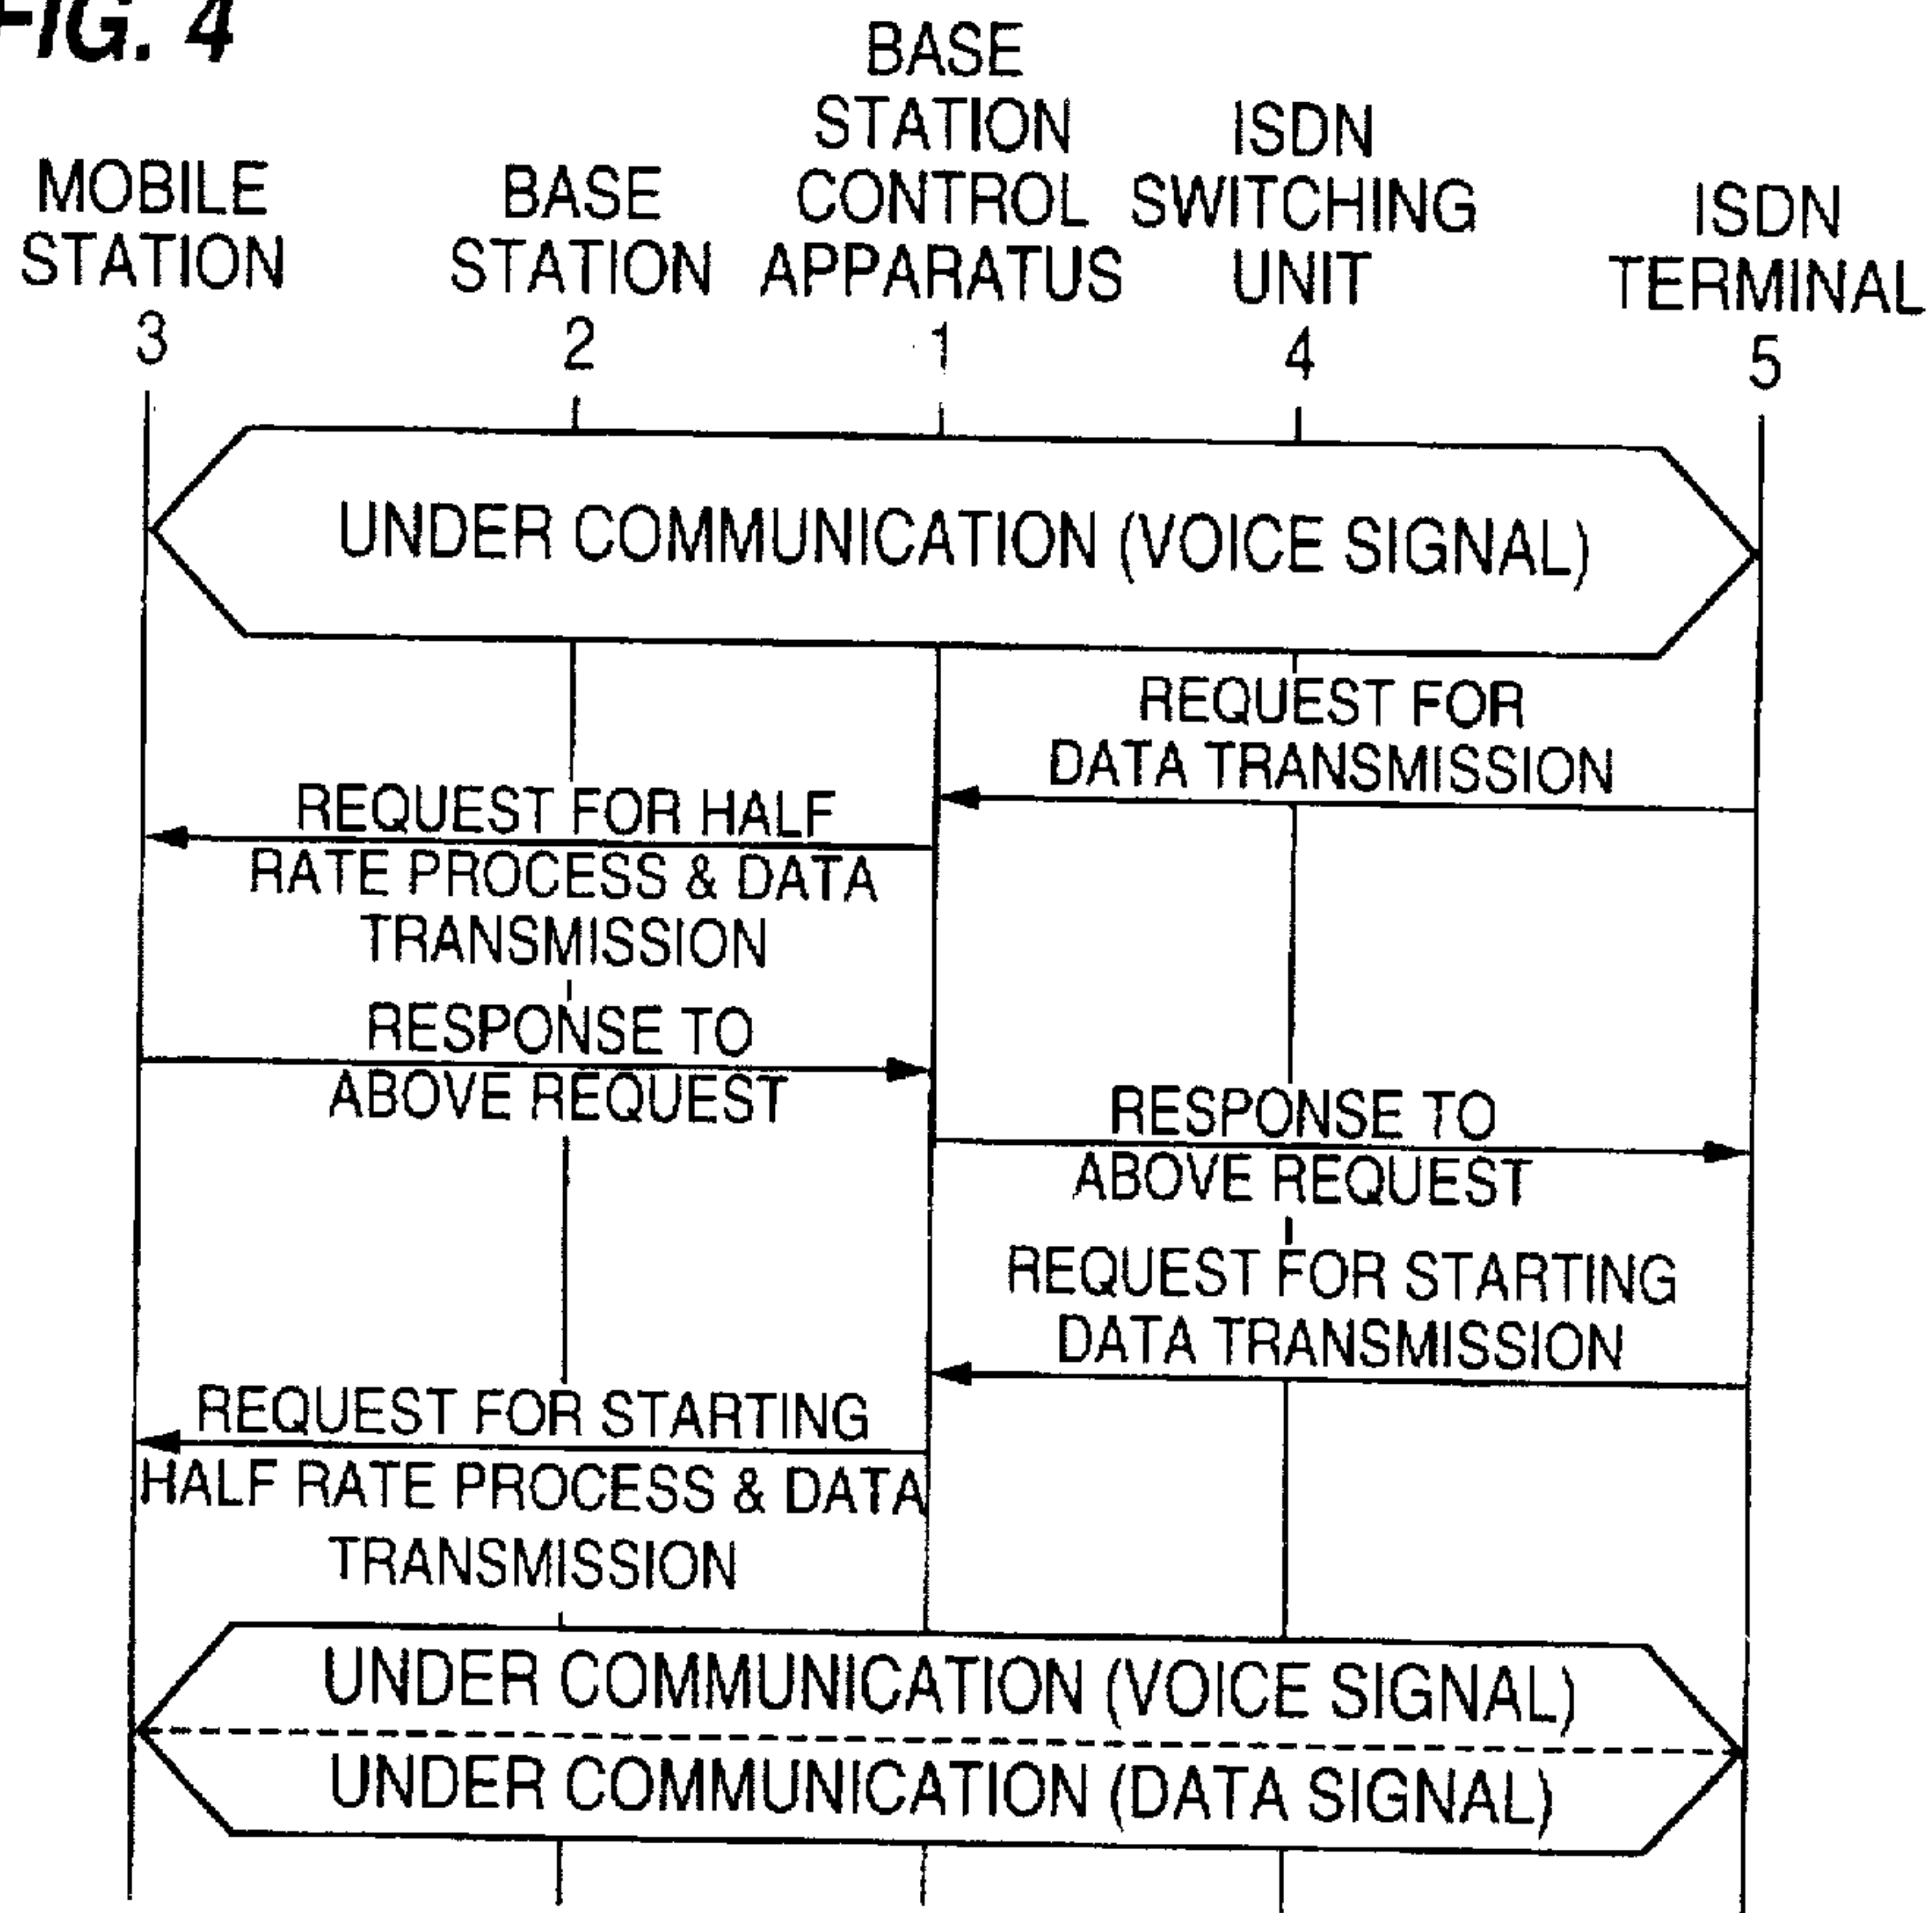 FIG. 4
MOBILE
STATION
3
BASE
STATION
2
BASE
STATION
CONTROL
APPARATUS
1
ISDN
SWITCHING
UNIT
4
ISDN
TERMINAL
5
UNDER COMMUNICATION (VOICE SIGNAL)
REQUEST FOR
DATA TRANSMISSION
REQUEST FOR HALF
RATE PROCESS & DATA
TRANSMISSION
RESPONSE TO
ABOVE REQUEST
RESPONSE TO
ABOVE REQUEST
REQUEST FOR STARTING
DATA TRANSMISSION
REQUEST FOR STARTING
HALF RATE PROCESS & DATA
TRANSMISSION
UNDER COMMUNICATION (VOICE SIGNAL)
UNDER COMMUNICATION (DATA SIGNAL)